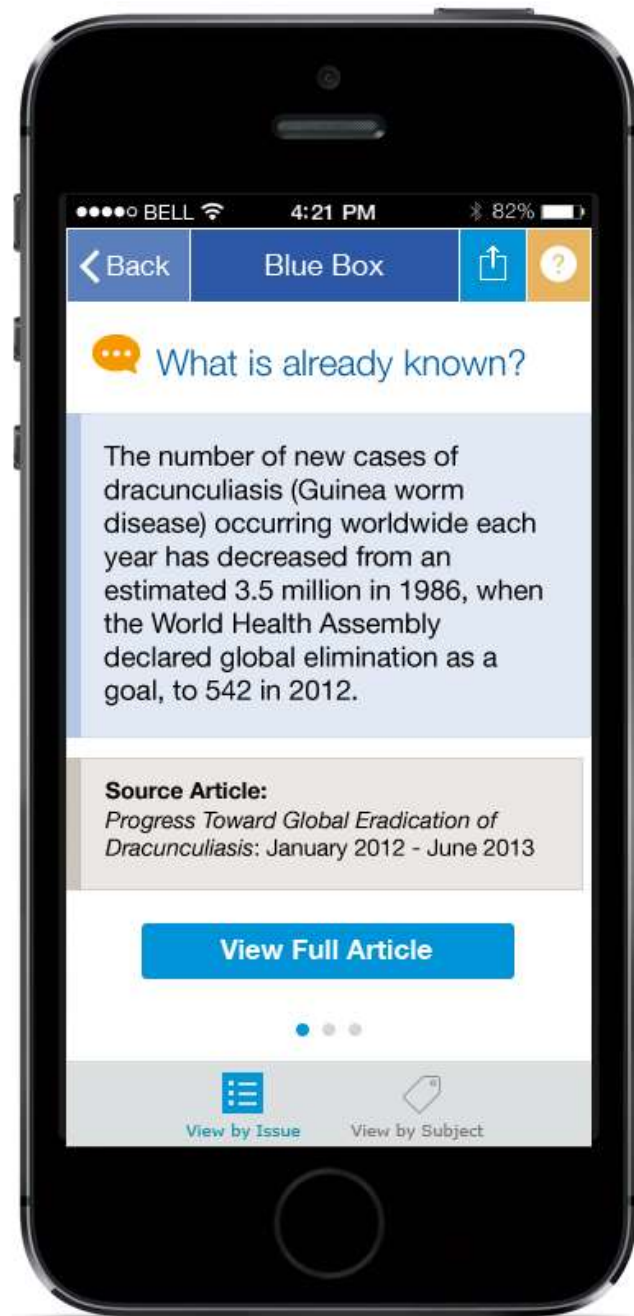 BELL 4:21 PM 82%
Back Blue Box ?
What is already known?
The number of new cases of
dracunculiasis (Guinea worm
disease) occurring worldwide each
year has decreased from an
estimated 3.5 million in 1986, when
the World Health Assembly
declared global elimination as a
goal, to 542 in 2012.
Source Article:
Progress Toward Global Eradication of
Dracunculiasis: January 2012 - June 2013
View Full Article
View by Issue View by Subject